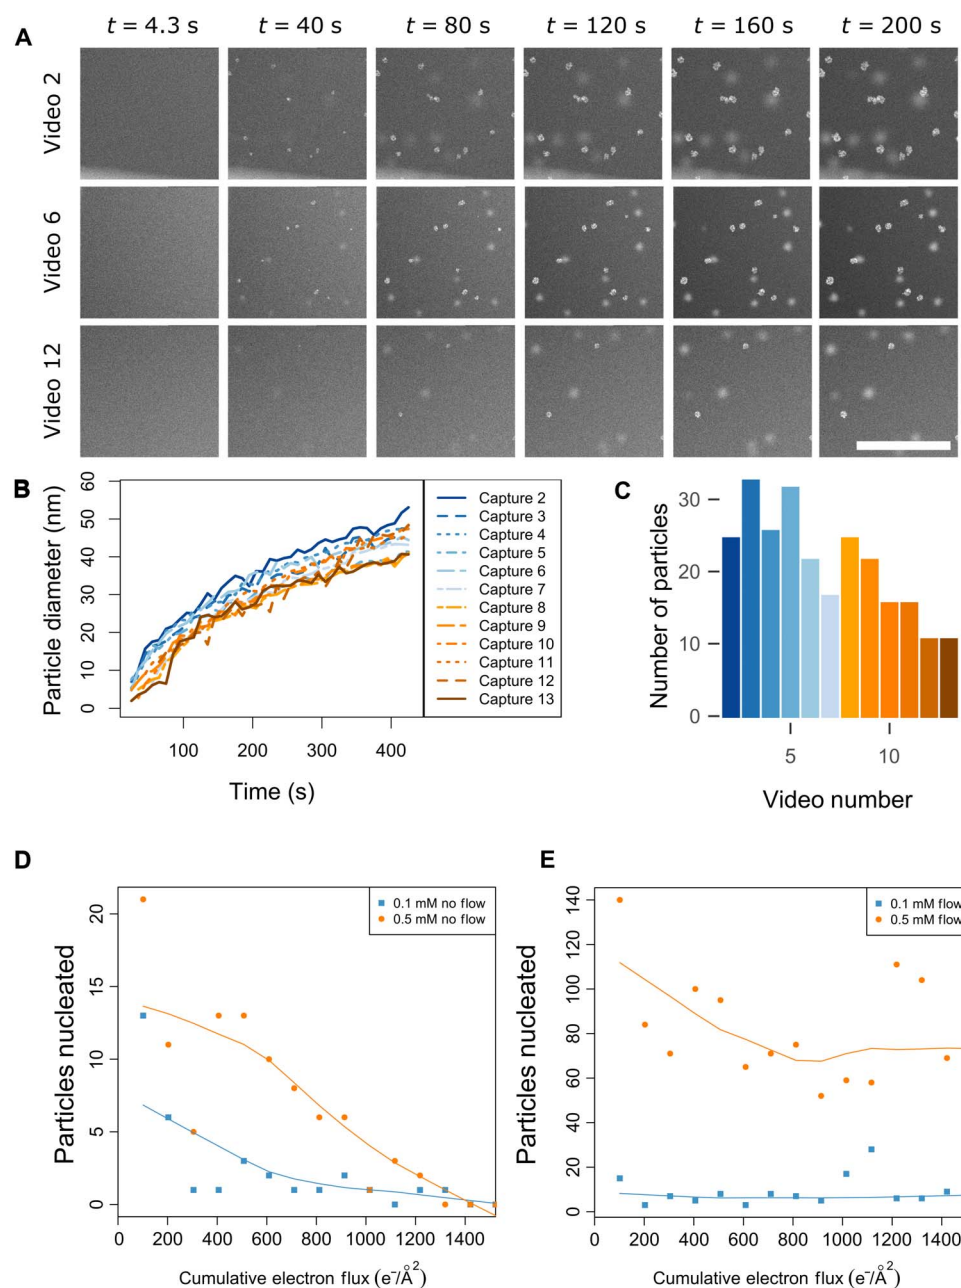 A
t = 4.3 s t = 40 s t = 80 s t = 120 s t = 160 s t = 200 s
Video 2
Video 6
Video 12
B
Particle diameter (nm)
60
50
40
30
20
10
0
100 200 300 400
Time (s)
Capture 2
Capture 3
Capture 4
Capture 5
Capture 6
Capture 7
Capture 8
Capture 9
Capture 10
Capture 11
Capture 12
Capture 13
C
Number of particles
30
20
10
0
5 10
Video number
D
Particles nucleated
20
15
10
5
0
0.1 mM no flow
0.5 mM no flow
0 200 400 600 800 1000 1200 1400
Cumulative electron flux (e⁻/Å²)
E
Particles nucleated
140
120
100
80
60
40
20
0
0.1 mM flow
0.5 mM flow
0 200 400 600 800 1000 1200 1400
Cumulative electron flux (e⁻/Å²)